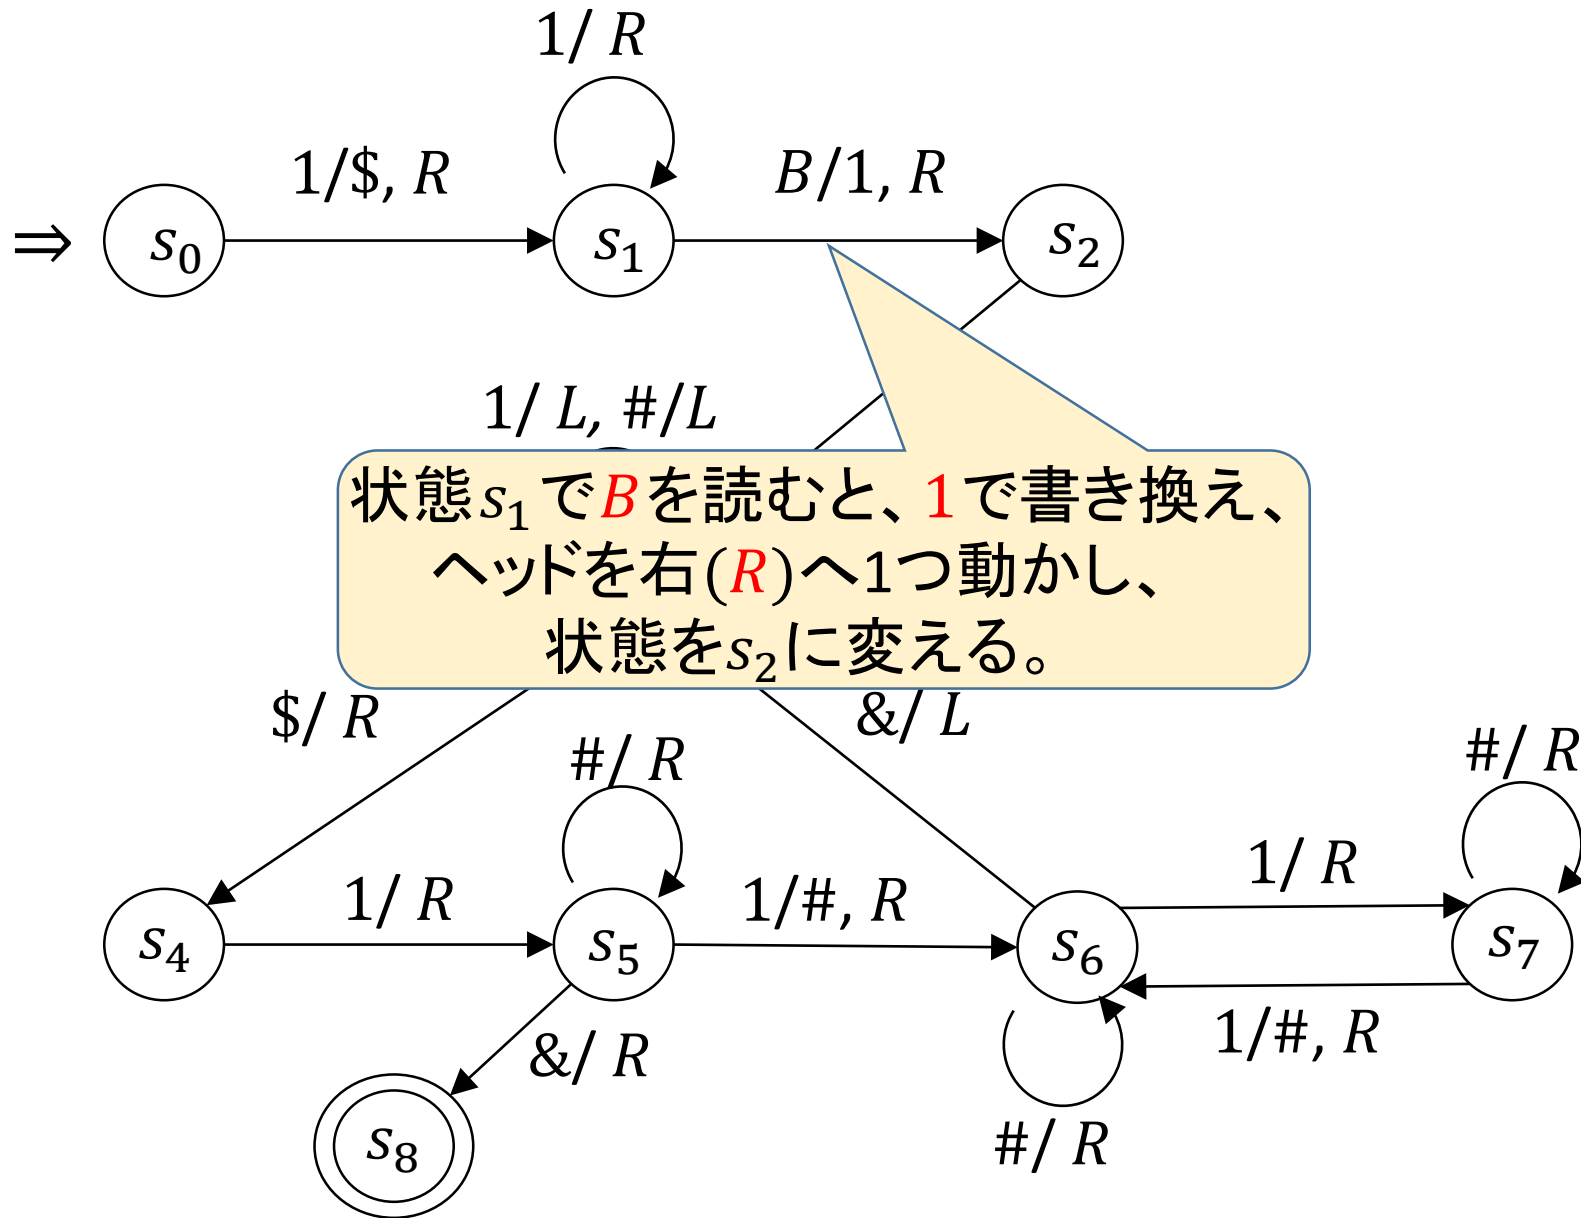 1/ R
1/$, R
B/1, R
⇒
s₀
s₁
s₂
1/ L, #/L
状態s₁でBを読むと、1で書き換え、
ヘッドを右(R)へ1つ動かし、
状態をs₂に変える。
$/ R
&/ L
#/ R
#/ R
1/ R
1/#, R
1/ R
s₄
s₅
s₆
s₇
&/ R
1/#, R
s₈
#/ R